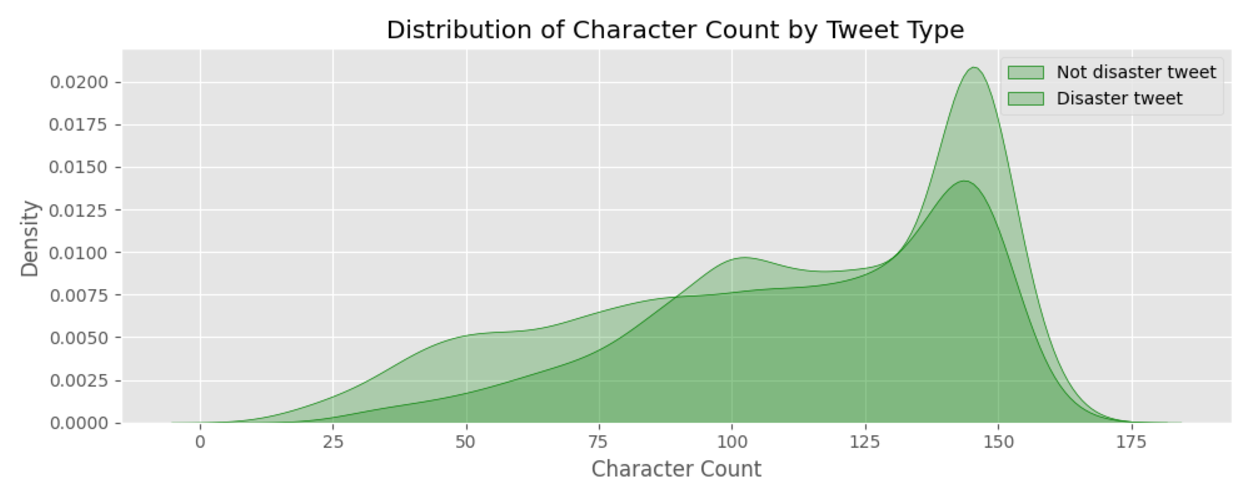 Distribution of Character Count by Tweet Type
Not disaster tweet
Disaster tweet
Density
0.0200
0.0175
0.0150
0.0125
0.0100
0.0075
0.0050
0.0025
0.0000
0 25 50 75 100 125 150 175
Character Count